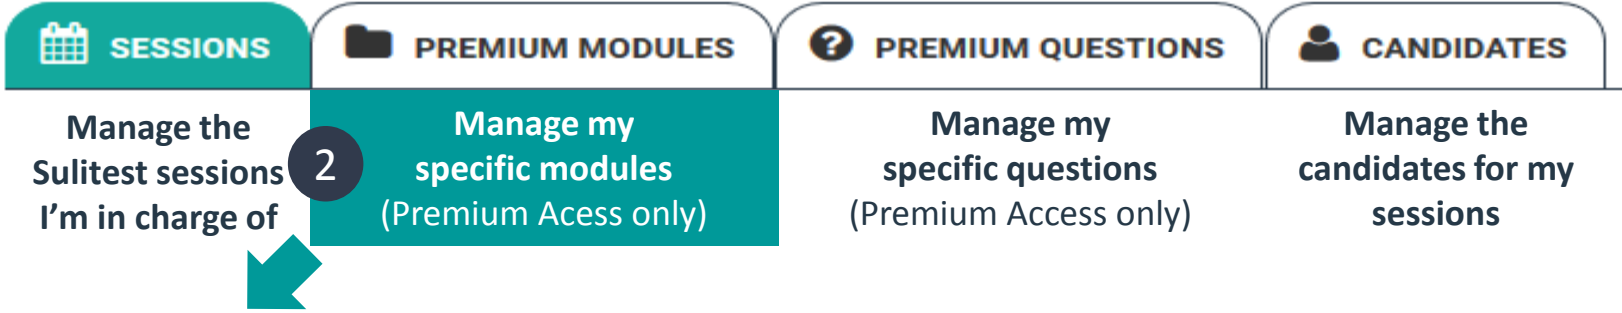 SESSIONS
PREMIUM MODULES
PREMIUM QUESTIONS
CANDIDATES
Manage the
Sulitest sessions
I’m in charge of
2
Manage my
specific modules
(Premium Acess only)
Manage my
specific questions
(Premium Access only)
Manage the
candidates for my
sessions